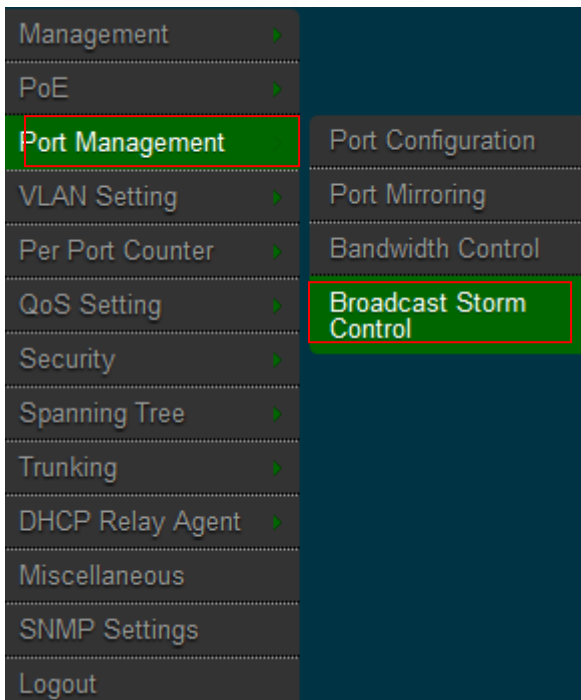 Management
PoE
Port Management
VLAN Setting
Per Port Counter
QoS Setting
Security
Spanning Tree
Trunking
DHCP Relay Agent
Miscellaneous
SNMP Settings
Logout
Port Configuration
Port Mirroring
Bandwidth Control
Broadcast Storm
Control